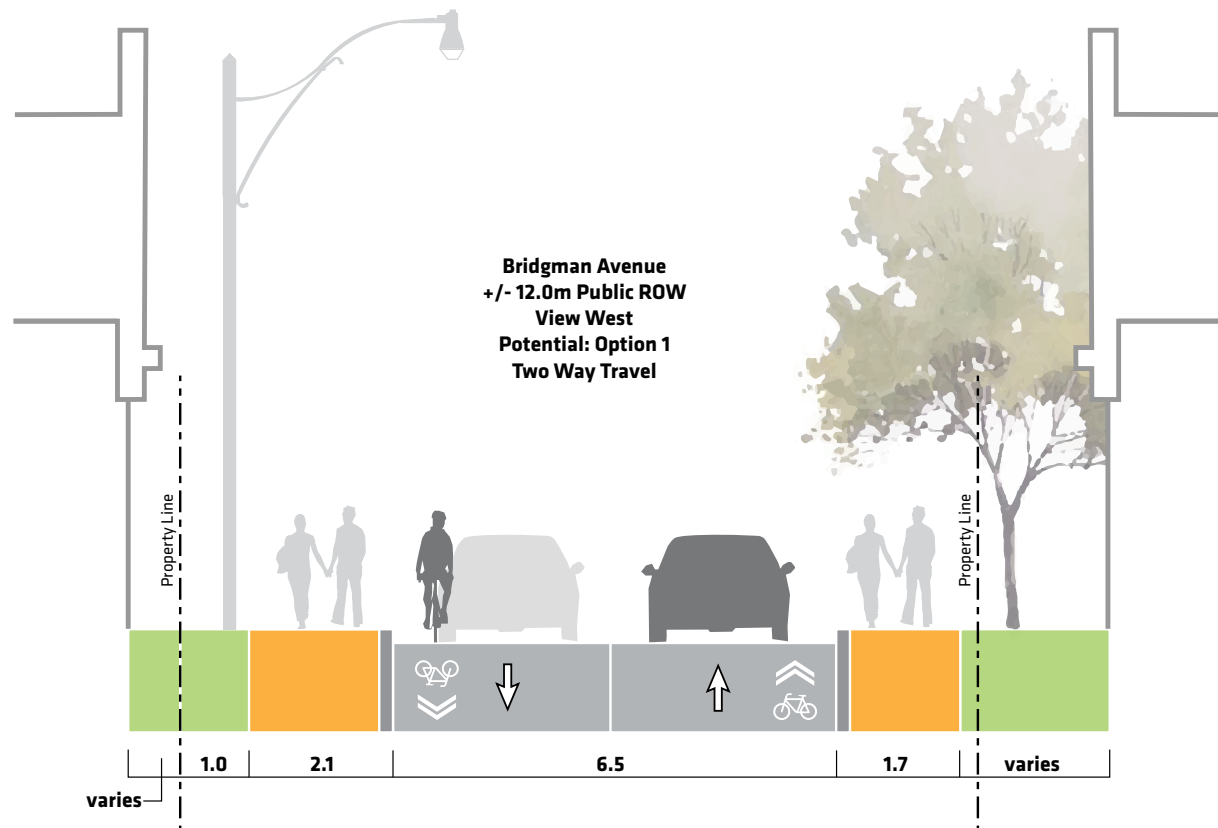 Bridgman Avenue
+/- 12.0m Public ROW
View West
Potential: Option 1
Two Way Travel
Property Line
Property Line
1.0
2.1
6.5
1.7
varies
varies